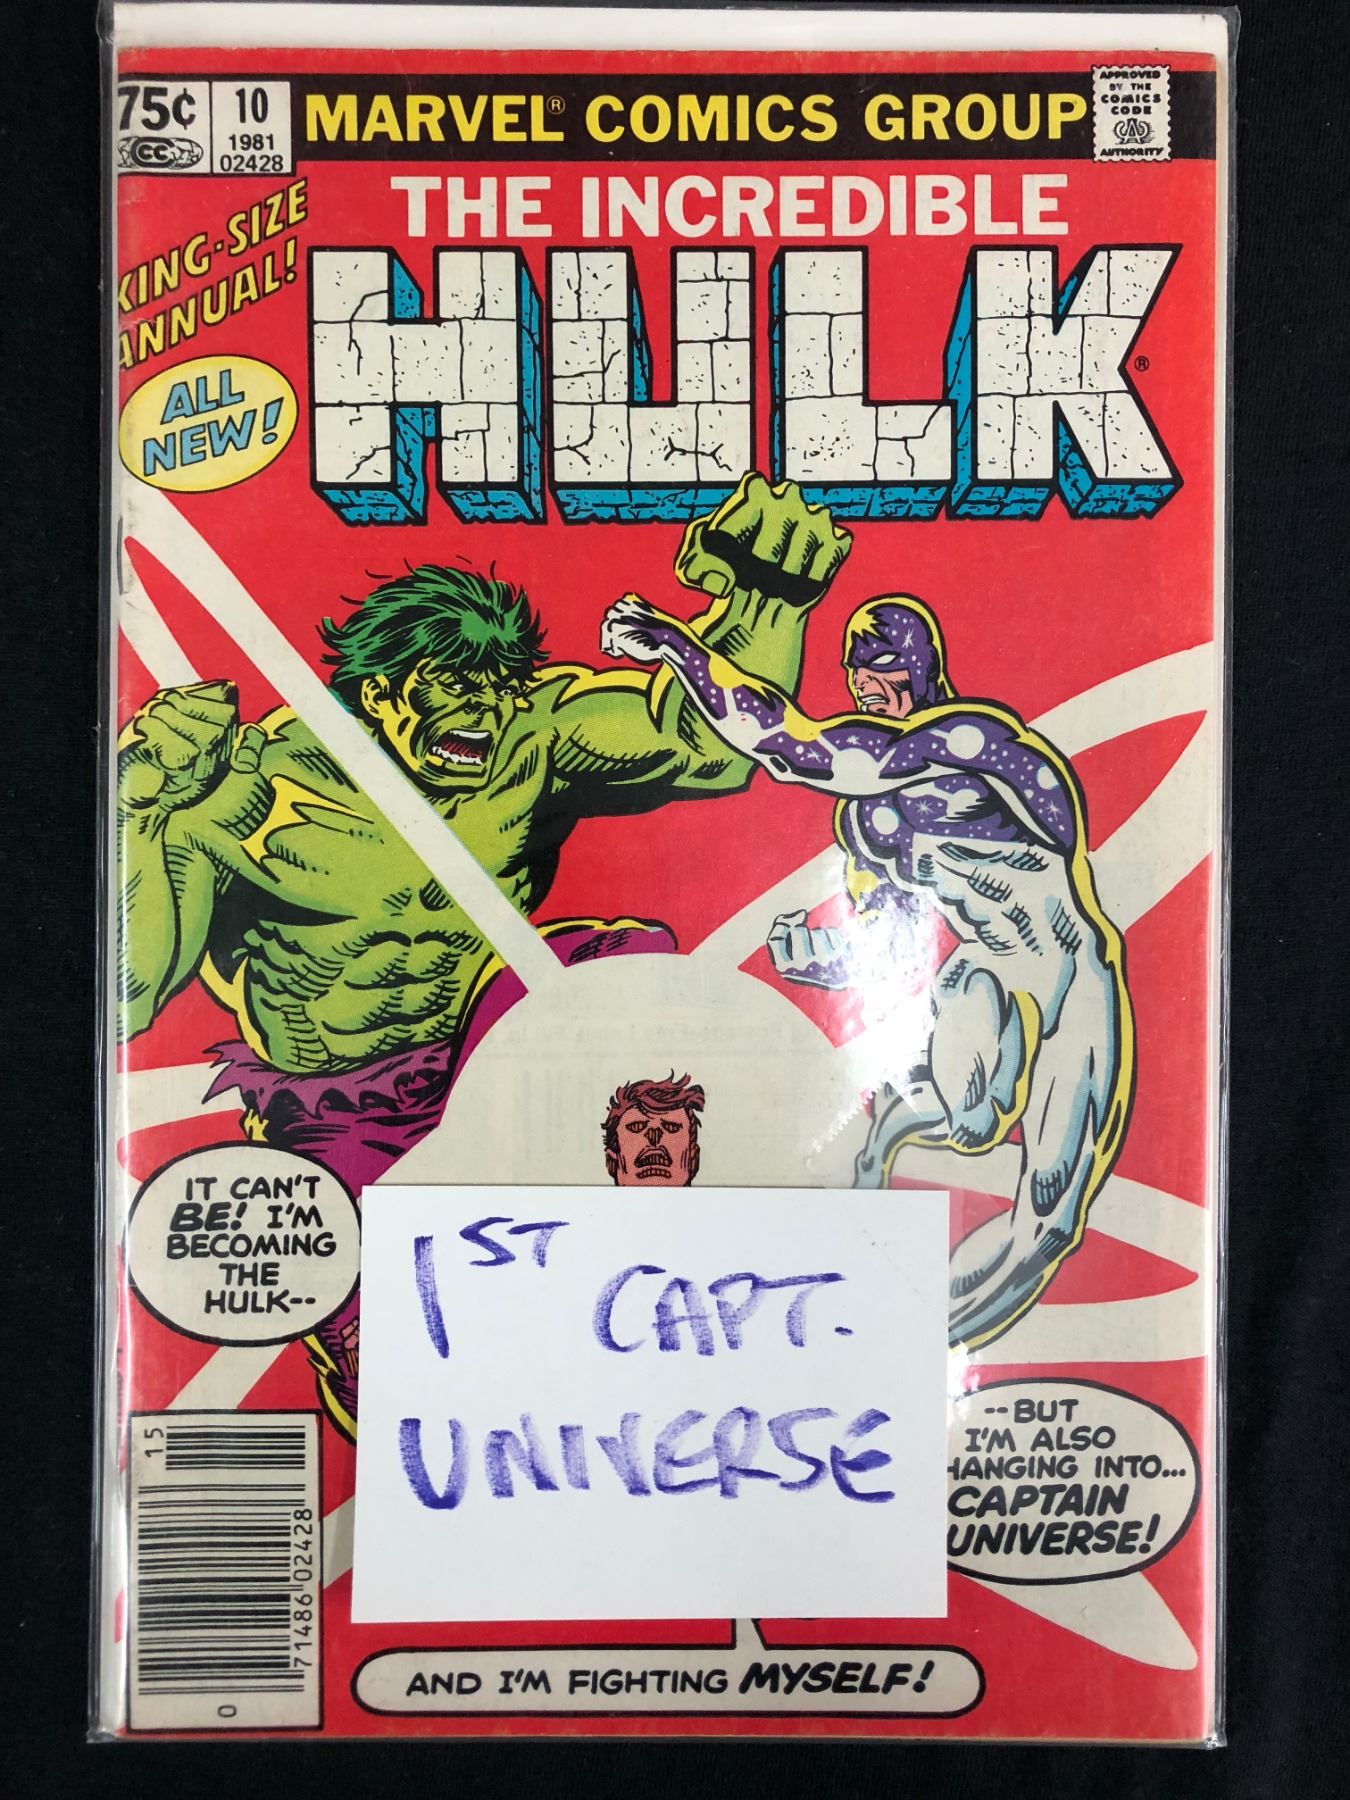 75¢
10
1981
02428
CC
MARVEL® COMICS GROUP
APPROVED
BY THE
COMICS
CODE
CA
AUTHORITY
KING-SIZE
ANNUAL!
THE INCREDIBLE
HULK®
ALL
NEW!
IT CAN'T
BE! I'M
BECOMING
THE
HULK--
1ST CAPT.
UNIVERSE
--BUT
I'M ALSO
HANGING INTO...
CAPTAIN
UNIVERSE!
AND I'M FIGHTING MYSELF!
15
71486 02428
0